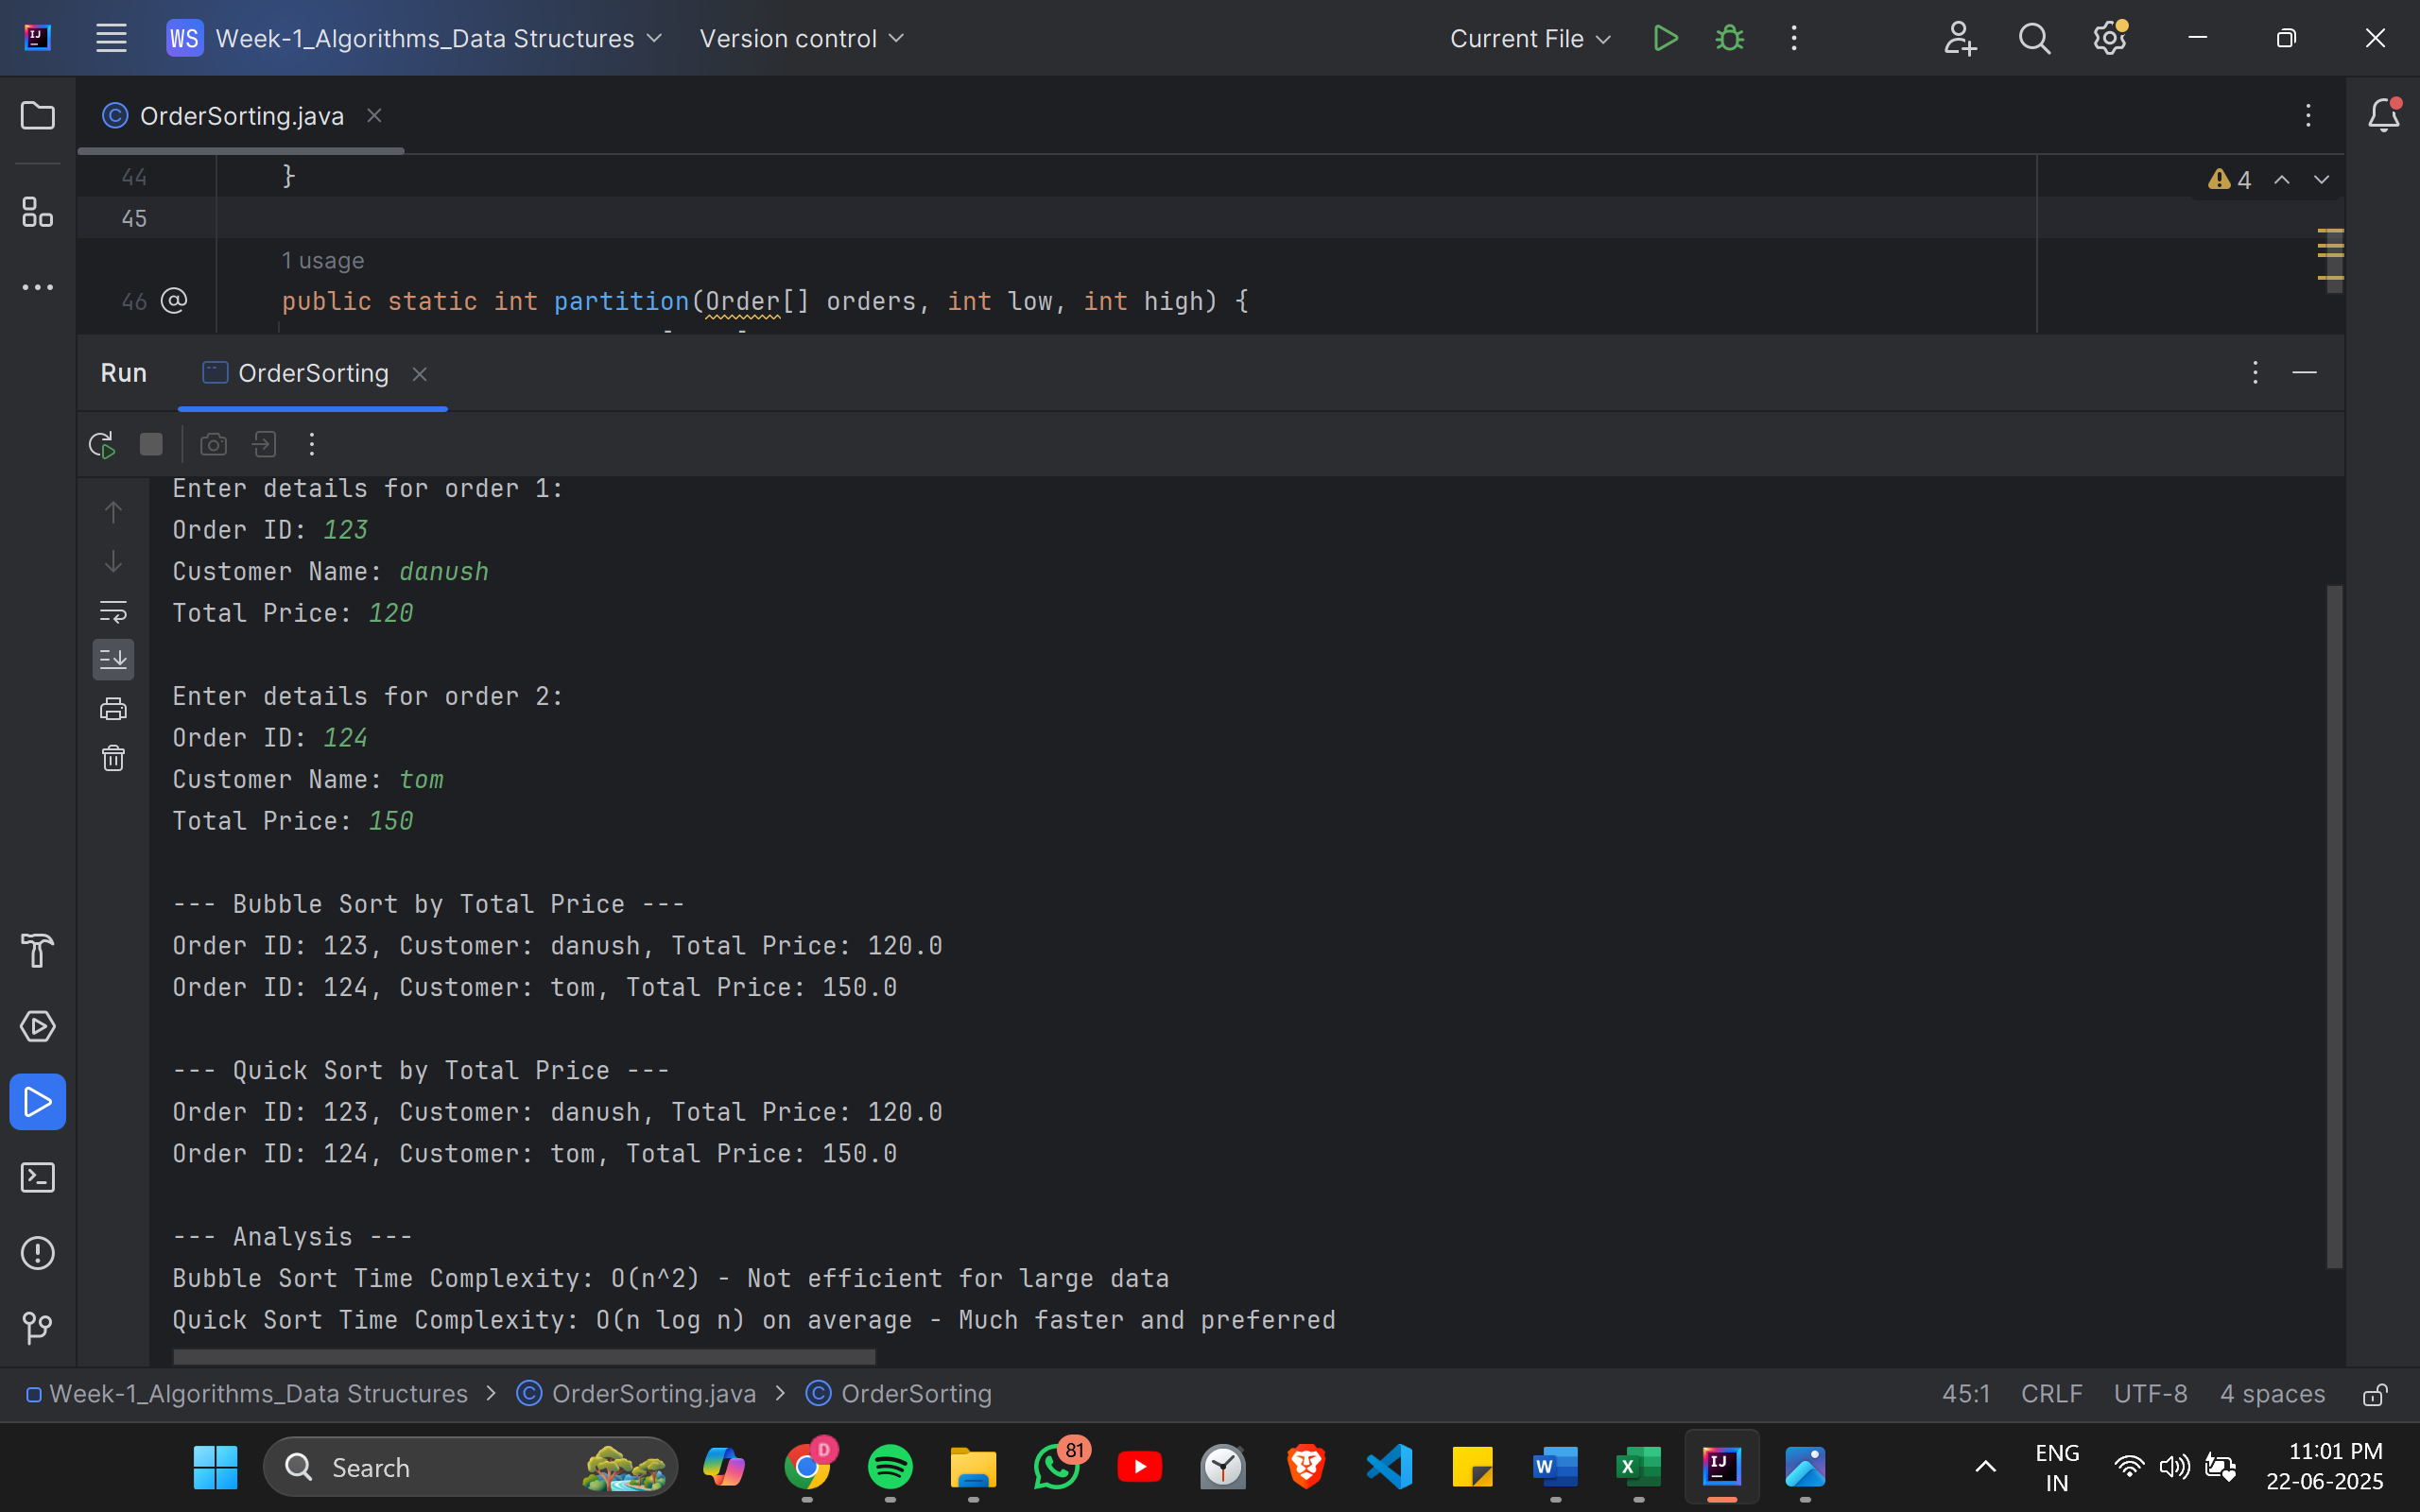 WS Week-1_Algorithms_Data Structures Version control Current File
OrderSorting.java
44 }
4
45
1 usage
46 @ public static int partition(Order[] orders, int low, int high) {
Run OrderSorting
Enter details for order 1:
Order ID: 123
Customer Name: danush
Total Price: 120
Enter details for order 2:
Order ID: 124
Customer Name: tom
Total Price: 150
--- Bubble Sort by Total Price ---
Order ID: 123, Customer: danush, Total Price: 120.0
Order ID: 124, Customer: tom, Total Price: 150.0
--- Quick Sort by Total Price ---
Order ID: 123, Customer: danush, Total Price: 120.0
Order ID: 124, Customer: tom, Total Price: 150.0
--- Analysis ---
Bubble Sort Time Complexity: O(n^2) - Not efficient for large data
Quick Sort Time Complexity: O(n log n) on average - Much faster and preferred
Week-1_Algorithms_Data Structures > OrderSorting.java > OrderSorting 45:1 CRLF UTF-8 4 spaces
Search D 81 ENG 11:01 PM
IN 22-06-2025